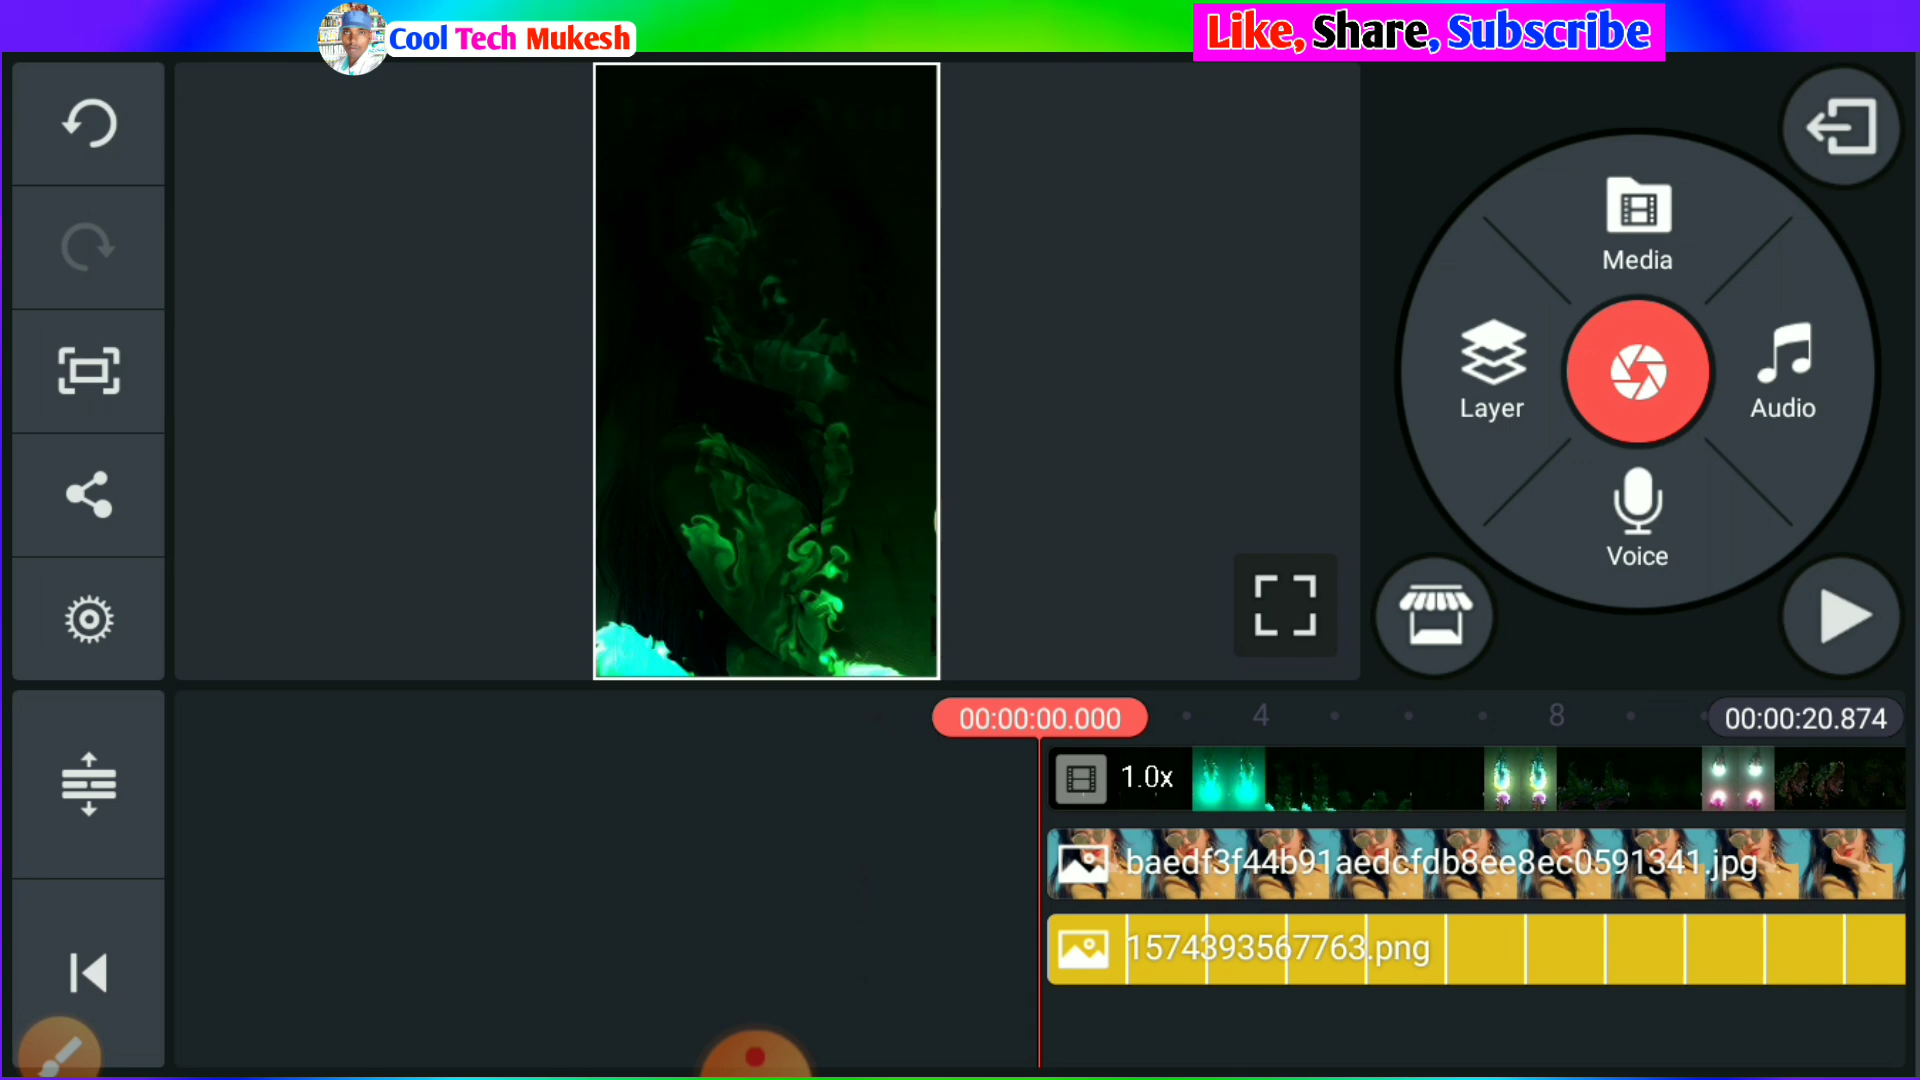 Cool Tech Mukesh
Like, Share, Subscribe
Media
Layer
Audio
Voice
00:00:00.000
4
8
00:00:20.874
1.0x
baedf3f44b91aedcfdb8ee8ec0591341.jpg
1574393567763.png